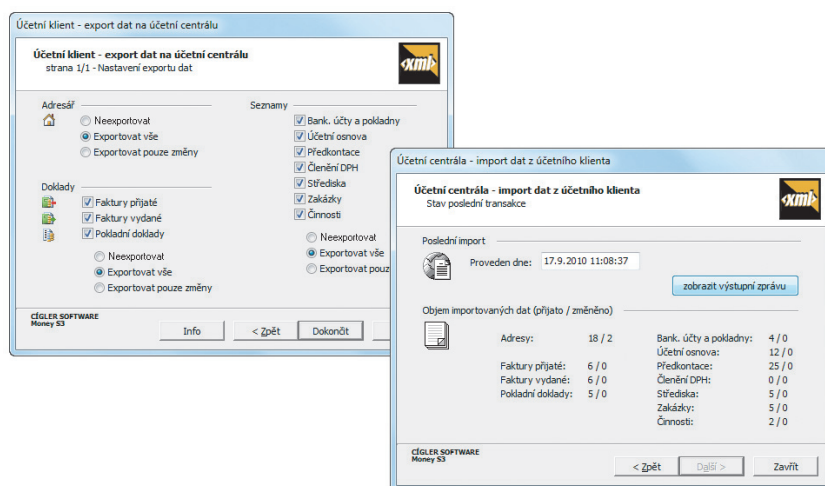 Účetní klient - export dat na účetní centrálu
Účetní klient - export dat na účetní centrálu
strana 1/1 - Nastavení exportu dat
<xml>
Adresář
Neexportovat
Exportovat vše
Exportovat pouze změny
Doklady
Faktury přijaté
Faktury vydané
Pokladní doklady
Neexportovat
Exportovat vše
Exportovat pouze změny
Seznamy
Bank. účty a pokladny
Účetní osnova
Předkontace
Členění DPH
Střediska
Zakázky
Činnosti
Neexportovat
Exportovat vše
Exportovat pouz
CÍGLER SOFTWARE
Money S3
Info
< Zpět
Dokončit
Účetní centrála - import dat z účetního klienta
Účetní centrála - import dat z účetního klienta
Stav poslední transakce
<xml>
Poslední import
Proveden dne: 17.9.2010 11:08:37
zobrazit výstupní zprávu
Objem importovaných dat (přijato / změněno)
Adresy: 18 / 2
Faktury přijaté: 6 / 0
Faktury vydané: 6 / 0
Pokladní doklady: 5 / 0
Bank. účty a pokladny: 4 / 0
Účetní osnova: 12 / 0
Předkontace: 25 / 0
Členění DPH: 0 / 0
Střediska: 5 / 0
Zakázky: 5 / 0
Činnosti: 2 / 0
CÍGLER SOFTWARE
Money S3
< Zpět
Další >
Zavřít